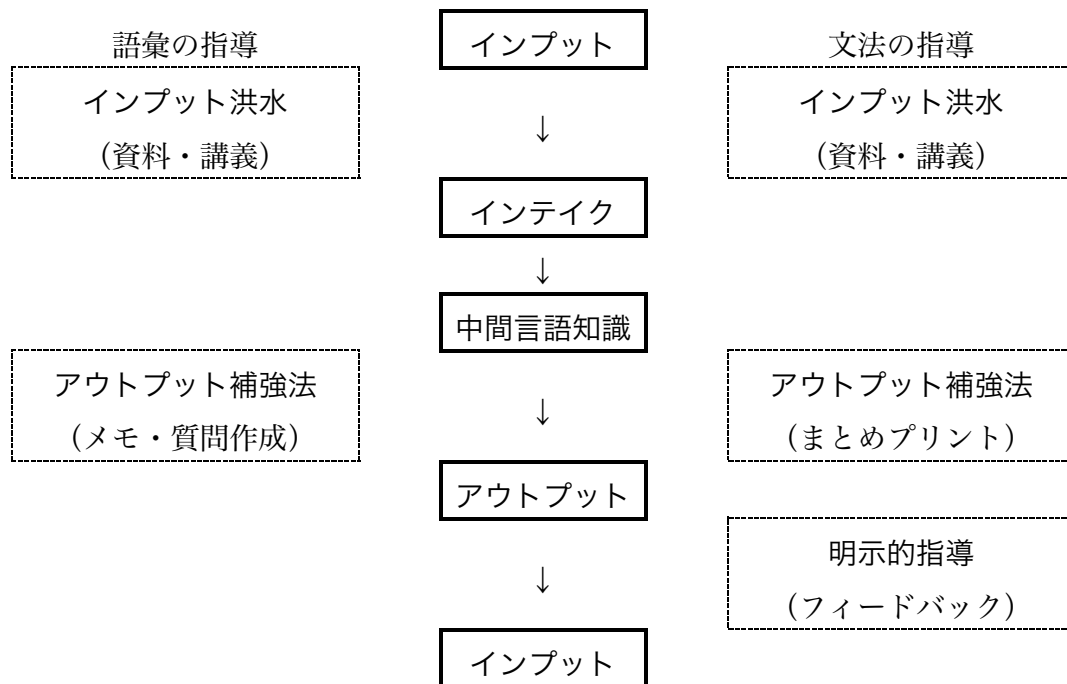 語彙の指導
インプット
文法の指導
インプット洪水
(資料・講義)
↓
インプット洪水
(資料・講義)
インテイク
↓
中間言語知識
アウトプット補強法
(メモ・質問作成)
↓
アウトプット補強法
(まとめプリント)
アウトプット
↓
明示的指導
(フィードバック)
インプット